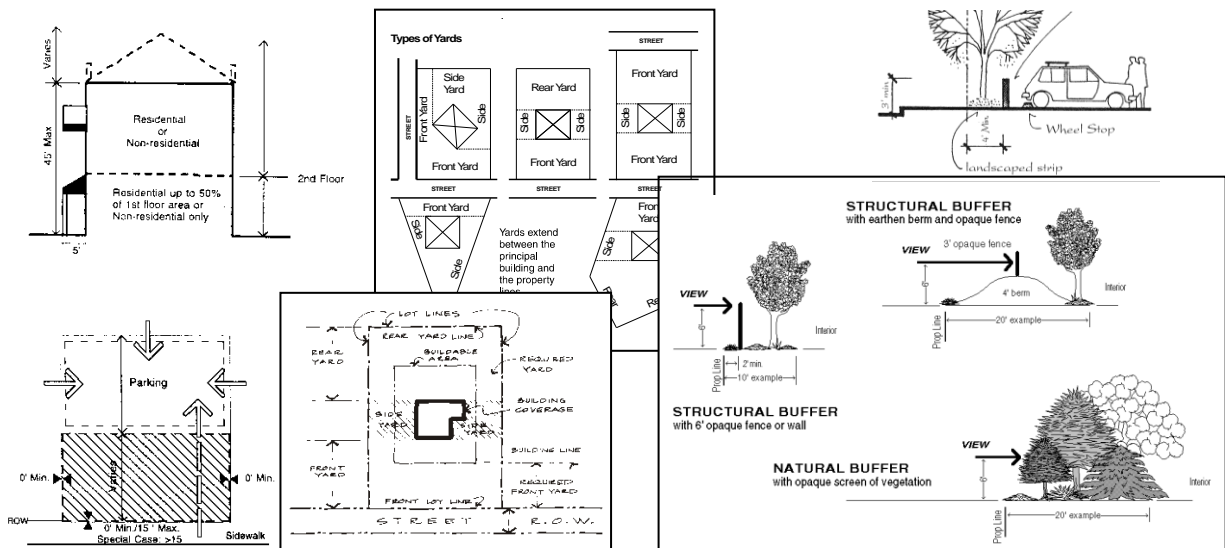 Varies
45' Max
Residential
or
Non-residential
2nd Floor
Residential up to 50%
of 1st floor area or
Non-residential only
5'
Parking
Varies
0' Min.
0' Min.
ROW
0' Min./15 ' Max.
Special Case: >15
Sidewalk
Types of Yards
STREET
STREET
Side
Yard
Front Yard
Side
Front Yard
Rear Yard
Side
Side
Front Yard
Front Yard
Side
Side
Front Yard
STREET
STREET
STREET
Front Yard
Side
Side
Yards extend
between the
principal
building and
the property
lines
Front Yard
Side
LOT LINES
REAR YARD LINE
REAR
YARD
BUILDABLE
AREA
REQUIRED
YARD
BUILDING
COVERAGE
SIDE
YARD
SIDE
YARD
BUILDING LINE
FRONT
YARD
REQUIRED
FRONT YARD
FRONT LOT LINE
STREET
R.O.W.
3' min.
4' Min.
Wheel Stop
landscaped strip
STRUCTURAL BUFFER
with earthen berm and opaque fence
VIEW
3' opaque fence
6'
4' berm
Interior
Prop Line
20' example
VIEW
6'
Interior
2' min.
Prop Line
10' example
STRUCTURAL BUFFER
with 6' opaque fence or wall
NATURAL BUFFER
with opaque screen of vegetation
VIEW
6'
Interior
Prop Line
20' example